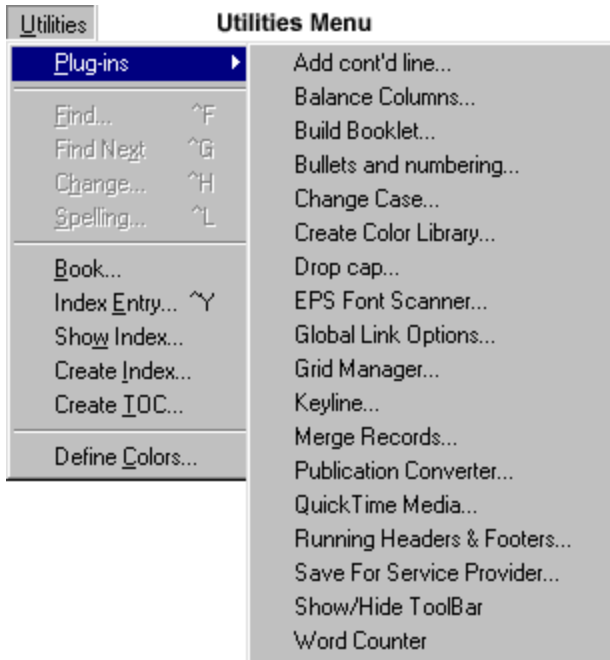 Utilities
Utilities Menu
Plug-ins
Find... ^F
Find Next ^G
Change... ^H
Spelling... ^L
Book...
Index Entry... ^Y
Show Index...
Create Index...
Create TOC...
Define Colors...
Add cont'd line...
Balance Columns...
Build Booklet...
Bullets and numbering...
Change Case...
Create Color Library...
Drop cap...
EPS Font Scanner...
Global Link Options...
Grid Manager...
Keyline...
Merge Records...
Publication Converter...
QuickTime Media...
Running Headers & Footers...
Save For Service Provider...
Show/Hide ToolBar
Word Counter